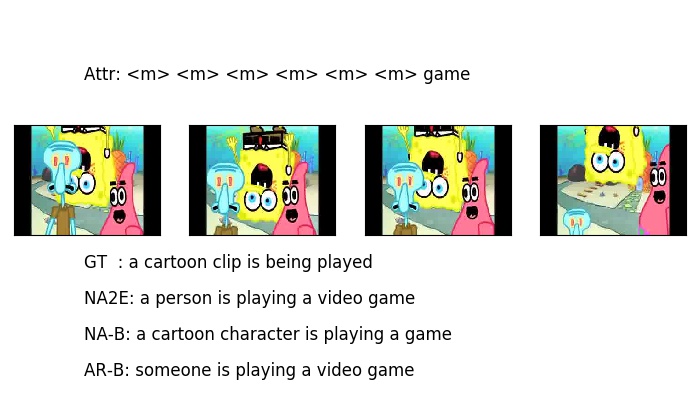 Attr: <m> <m> <m> <m> <m> <m> game
GT  : a cartoon clip is being played
NA2E: a person is playing a video game
NA-B: a cartoon character is playing a game
AR-B: someone is playing a video game